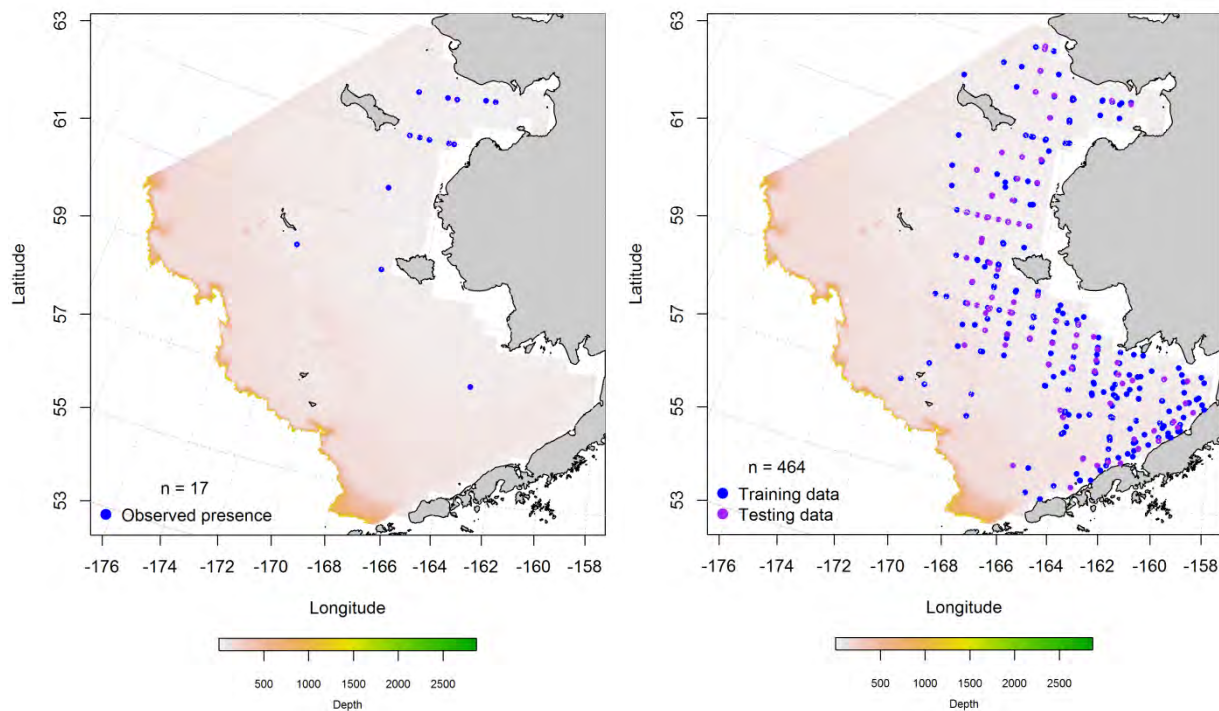 63
61
59
57
55
53
Latitude
n = 17
Observed presence
-176 -174 -172 -170 -168 -166 -164 -162 -160 -158
Longitude
500 1000 1500 2000 2500
Depth
63
61
59
57
55
53
Latitude
n = 464
Training data
Testing data
-176 -174 -172 -170 -168 -166 -164 -162 -160 -158
Longitude
500 1000 1500 2000 2500
Depth